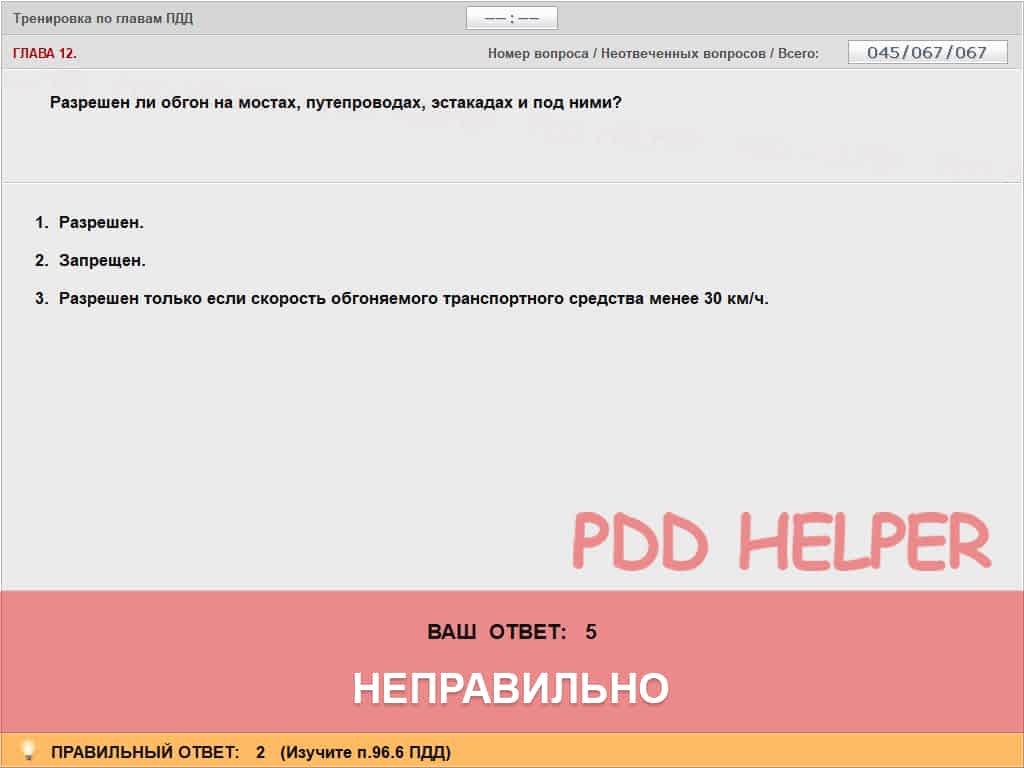 Тренировка по главам ПДД
—— : ——
ГЛАВА 12.
Номер вопроса / Неотвеченных вопросов / Всего: 045/067/067
Разрешен ли обгон на мостах, путепроводах, эстакадах и под ними?
1. Разрешен.
2. Запрещен.
3. Разрешен только если скорость обгоняемого транспортного средства менее 30 км/ч.
PDD HELPER
ВАШ ОТВЕТ: 5
НЕПРАВИЛЬНО
ПРАВИЛЬНЫЙ ОТВЕТ: 2 (Изучите п.96.6 ПДД)